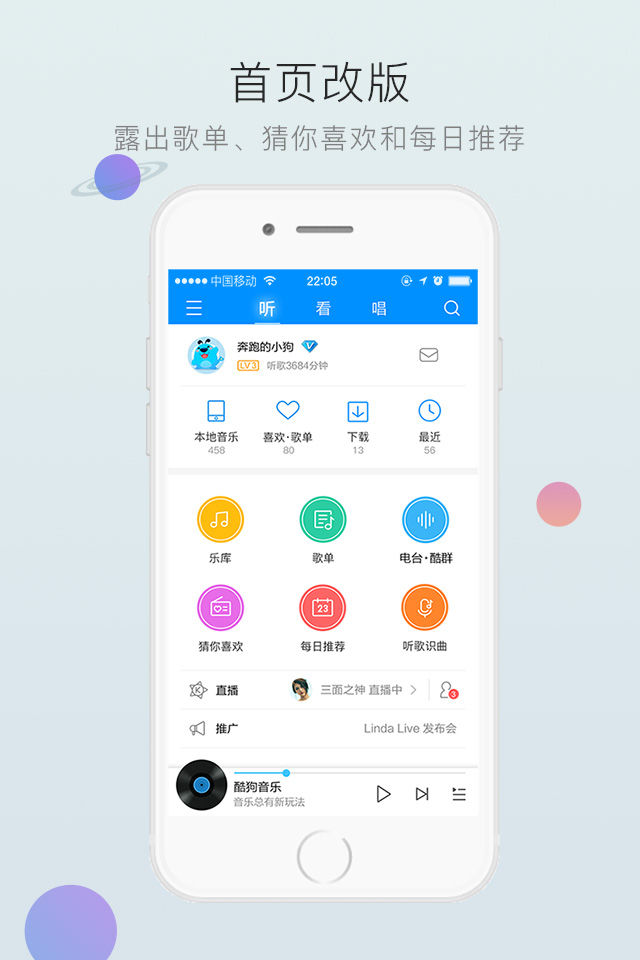 首页改版
露出歌单、猜你喜欢和每日推荐
中国移动 22:05
听 看 唱
奔跑的小狗 V
LV3 听歌3684分钟
本地音乐 喜欢·歌单 下载 最近
458 80 13 56
乐库 歌单 电台·酷群
23
猜你喜欢 每日推荐 听歌识曲
K 直播 三面之神 直播中 3
推广 Linda Live 发布会
酷狗音乐
音乐总有新玩法